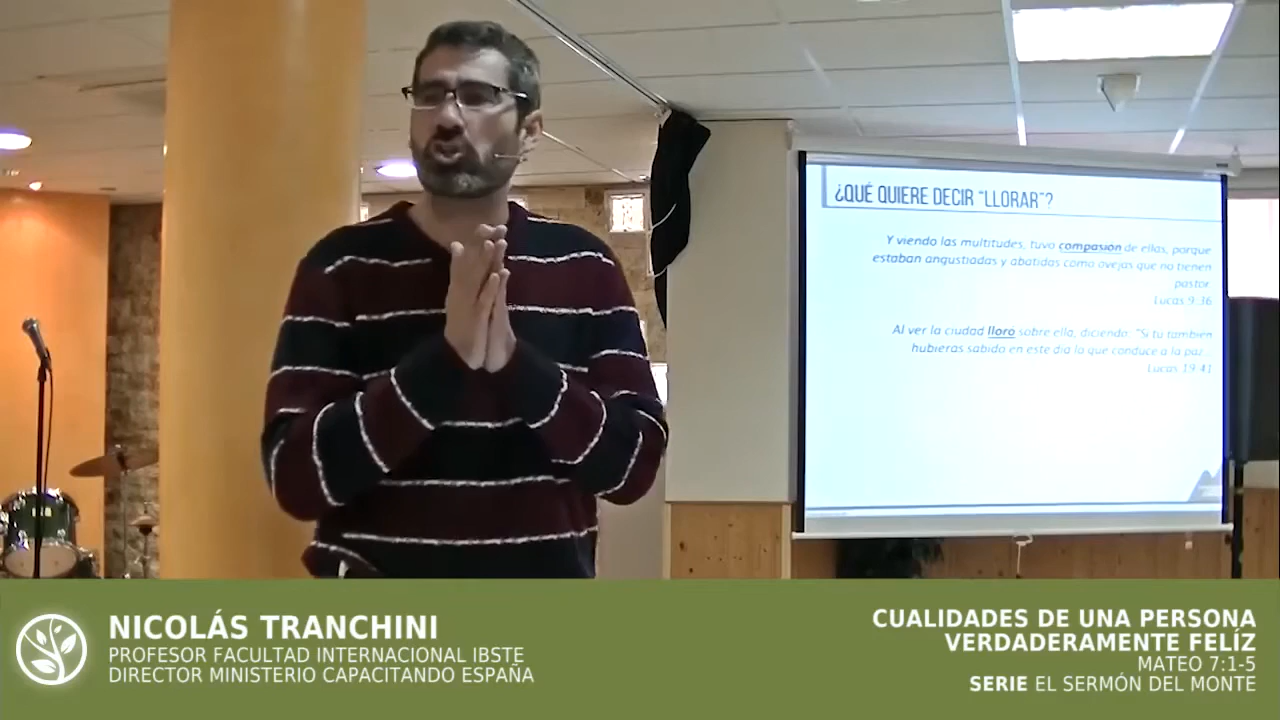 ¿QUÉ QUIERE DECIR “LLORAR”?
Y viendo las multitudes, tuvo compasión de ellas, porque
estaban angustiadas y abatidas como ovejas que no tienen
pastor.
Lucas 9:36
Al ver la ciudad lloró sobre ella, diciendo: “Si tú también
hubieras sabido en este día lo que conduce a la paz...
Lucas 19:41
NICOLÁS TRANCHINI
PROFESOR FACULTAD INTERNACIONAL IBSTE
DIRECTOR MINISTERIO CAPACITANDO ESPAÑA
CUALIDADES DE UNA PERSONA
VERDADERAMENTE FELÍZ
MATEO 7:1-5
SERIE EL SERMÓN DEL MONTE